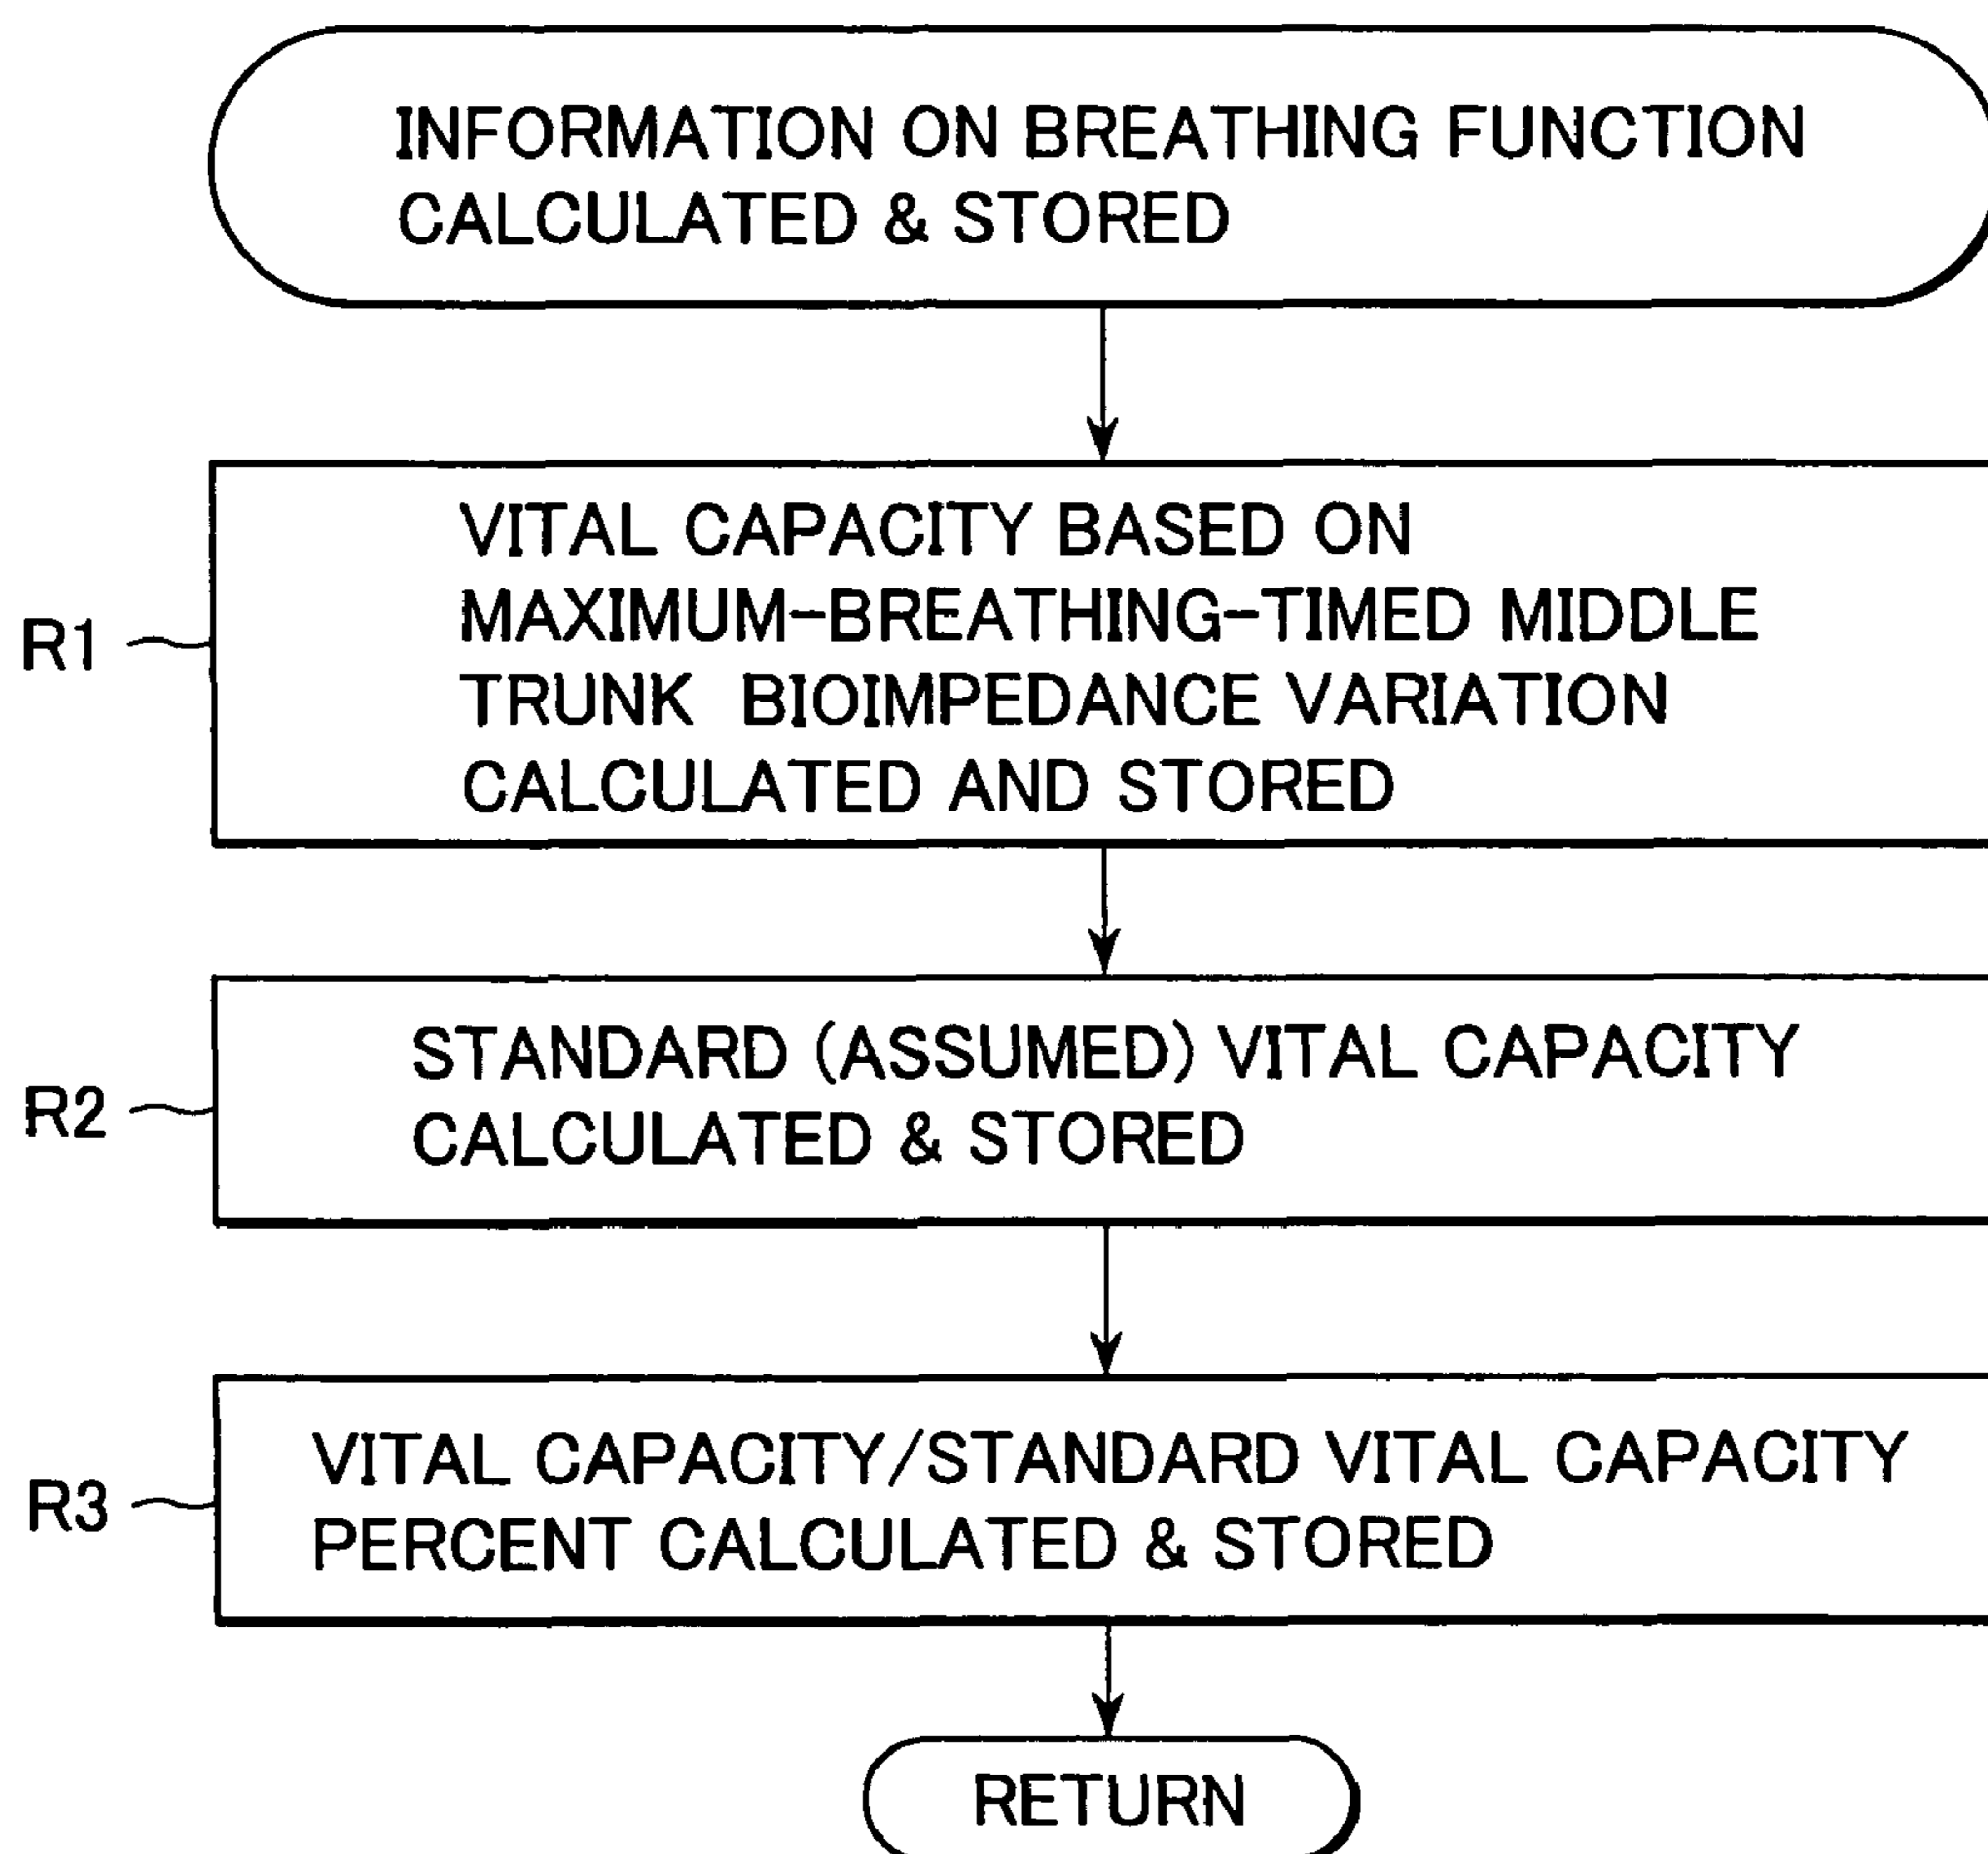 INFORMATION ON BREATHING FUNCTION
CALCULATED & STORED
R1
VITAL CAPACITY BASED ON
MAXIMUM-BREATHING-TIMED MIDDLE
TRUNK BIOIMPEDANCE VARIATION
CALCULATED AND STORED
R2
STANDARD (ASSUMED) VITAL CAPACITY
CALCULATED & STORED
R3
VITAL CAPACITY/STANDARD VITAL CAPACITY
PERCENT CALCULATED & STORED
RETURN